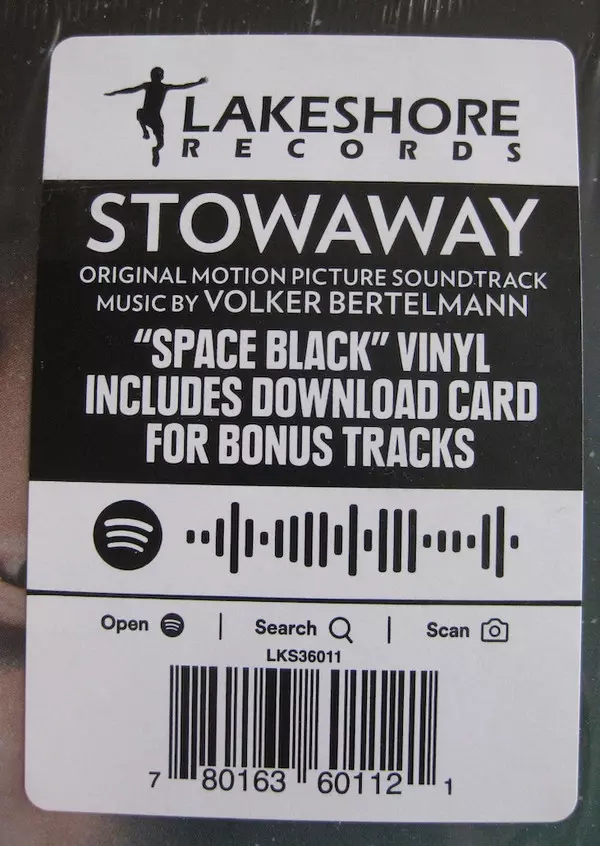 LAKESHORE
RECORDS
STOWAWAY
ORIGINAL MOTION PICTURE SOUNDTRACK
MUSIC BY VOLKER BERTELMANN
“SPACE BLACK” VINYL
INCLUDES DOWNLOAD CARD
FOR BONUS TRACKS
Open | Search | Scan
LKS36011
7 80163 60112 1